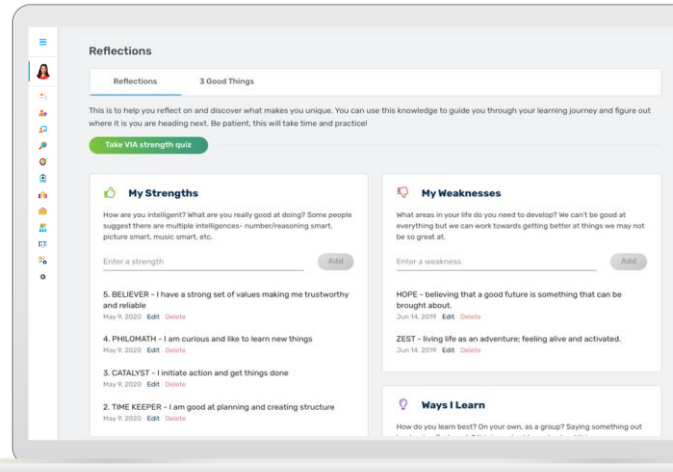 Reflections
Reflections
3 Good Things
This is to help you reflect on and discover what makes you unique. You can use this knowledge to guide you through your learning journey and figure out
where it is you are heading next. Be patient, this will take time and practice!
Take VIA strength quiz
My Strengths
How are you intelligent? What are you really good at doing? Some people
suggest there are multiple intelligences- number/reasoning smart,
picture smart, music smart, etc.
Enter a strength
Add
5. BELIEVER - I have a strong set of values making me trustworthy
and reliable
May 9, 2020 Edit Delete
4. PHILOMATH - I am curious and like to learn new things
May 9, 2020 Edit Delete
3. CATALYST - I initiate action and get things done
May 9, 2020 Edit Delete
2. TIME KEEPER - I am good at planning and creating structure
May 9, 2020 Edit Delete
My Weaknesses
What areas in your life do you need to develop? We can't be good at
everything but we can work towards getting better at things we may not
be so great at.
Enter a weakness
Add
HOPE - believing that a good future is something that can be
brought about.
Jun 14, 2019 Edit Delete
ZEST - living life as an adventure; feeling alive and activated.
Jun 14, 2019 Edit Delete
Ways I Learn
How do you learn best? On your own, as a group? Saying something out